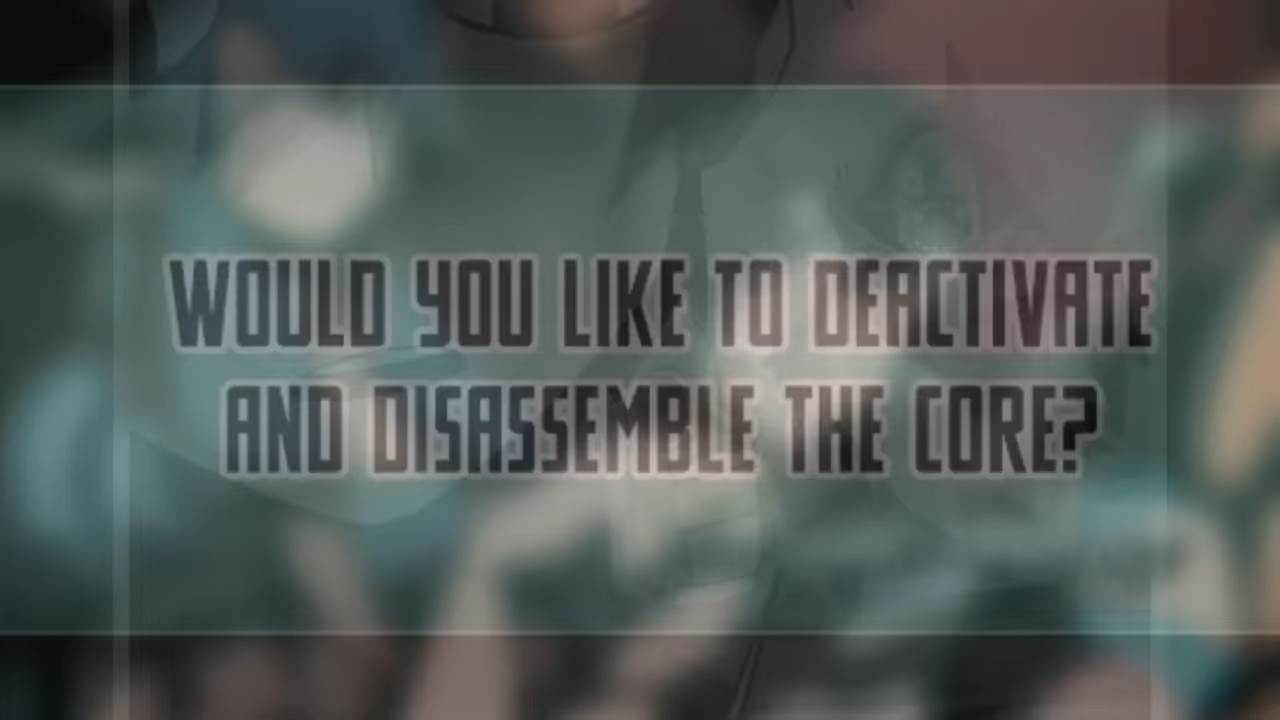 WOULD YOU LIKE TO DEACTIVATE
AND DISASSEMBLE THE CORE?